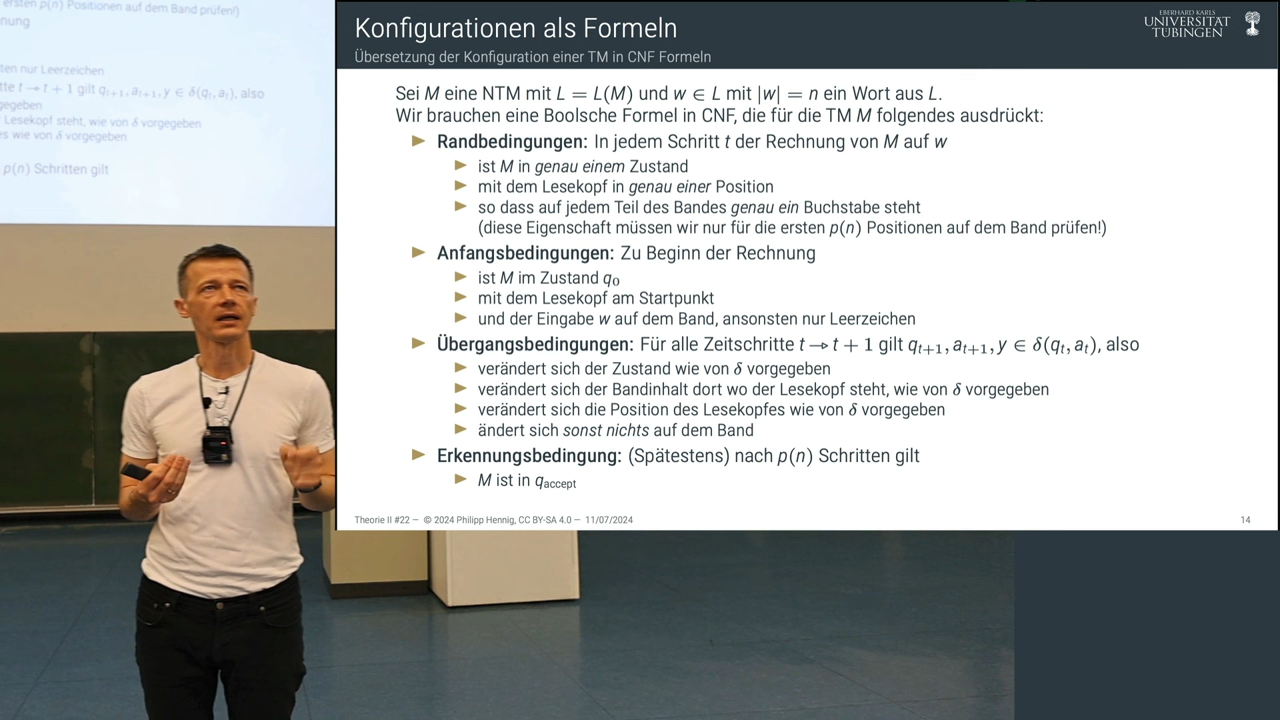 ersten p(n) Positionen auf dem Band prüfen!)
nung
ten nur Leerzeichen
tte t → t + 1 gilt qₜ₊₁, aₜ₊₁, y ∈ δ(qₜ, aₜ), also
gegeben
Lesekopf steht, wie von δ vorgegeben
es wie von δ vorgegeben
p(n) Schritten gilt
Konfigurationen als Formeln
Übersetzung der Konfiguration einer TM in CNF Formeln
EBERHARD KARLS
UNIVERSITÄT
TÜBINGEN
Sei M eine NTM mit L = L(M) und w ∈ L mit |w| = n ein Wort aus L.
Wir brauchen eine Boolsche Formel in CNF, die für die TM M folgendes ausdrückt:
▶ Randbedingungen: In jedem Schritt t der Rechnung von M auf w
▶ ist M in genau einem Zustand
▶ mit dem Lesekopf in genau einer Position
▶ so dass auf jedem Teil des Bandes genau ein Buchstabe steht
(diese Eigenschaft müssen wir nur für die ersten p(n) Positionen auf dem Band prüfen!)
▶ Anfangsbedingungen: Zu Beginn der Rechnung
▶ ist M im Zustand q₀
▶ mit dem Lesekopf am Startpunkt
▶ und der Eingabe w auf dem Band, ansonsten nur Leerzeichen
▶ Übergangsbedingungen: Für alle Zeitschritte t → t + 1 gilt qₜ₊₁, aₜ₊₁, y ∈ δ(qₜ, aₜ), also
▶ verändert sich der Zustand wie von δ vorgegeben
▶ verändert sich der Bandinhalt dort wo der Lesekopf steht, wie von δ vorgegeben
▶ verändert sich die Position des Lesekopfes wie von δ vorgegeben
▶ ändert sich sonst nichts auf dem Band
▶ Erkennungsbedingung: (Spätestens) nach p(n) Schritten gilt
▶ M ist in q_accept
Theorie II #22 — © 2024 Philipp Hennig, CC BY-SA 4.0 — 11/07/2024
14